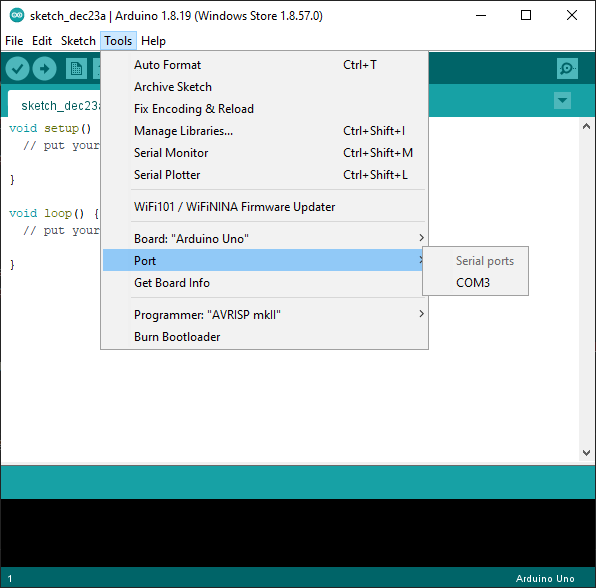 sketch_dec23a | Arduino 1.8.19 (Windows Store 1.8.57.0)
File Edit Sketch Tools Help
Auto Format Ctrl+T
Archive Sketch
Fix Encoding & Reload
Manage Libraries... Ctrl+Shift+I
Serial Monitor Ctrl+Shift+M
Serial Plotter Ctrl+Shift+L
WiFi101 / WiFiNINA Firmware Updater
Board: "Arduino Uno"
Port
Get Board Info
Programmer: "AVRISP mkII"
Burn Bootloader
Serial ports
COM3
sketch_dec23a
void setup()
// put your
}
void loop() {
// put your
}
1 Arduino Uno